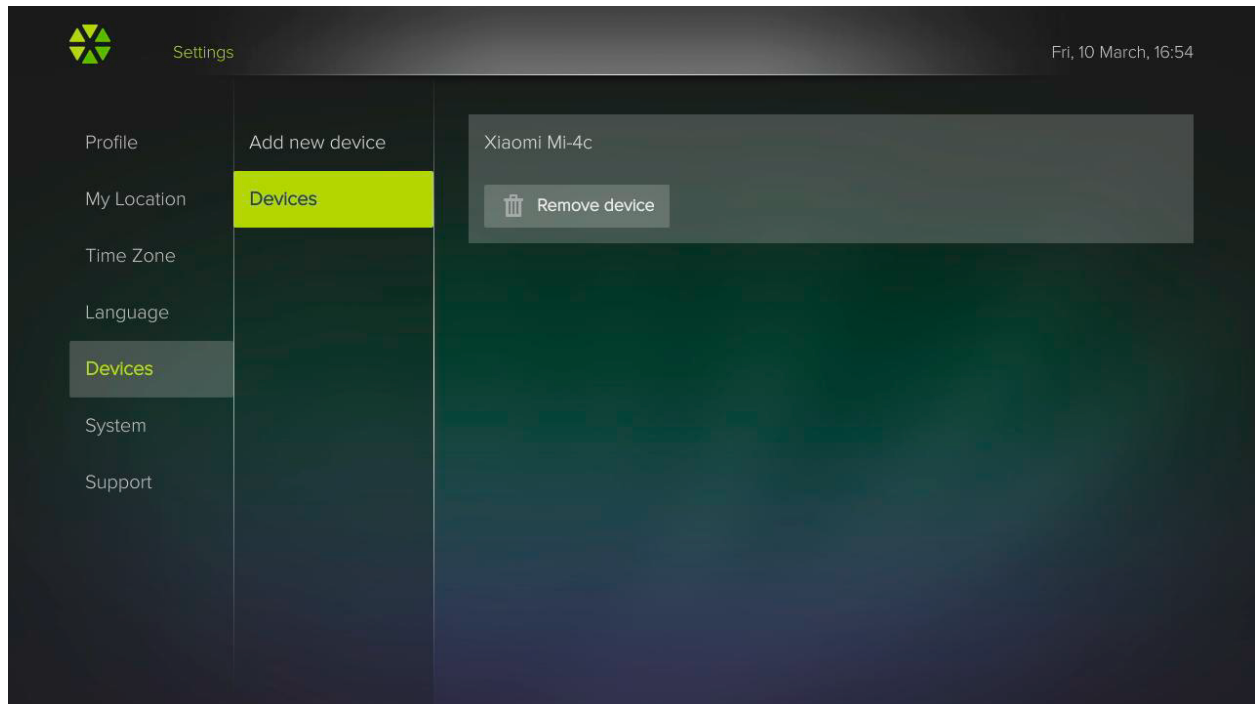 Settings
Fri, 10 March, 16:54
Profile
My Location
Time Zone
Language
Devices
System
Support
Add new device
Devices
Xiaomi Mi-4c
Remove device